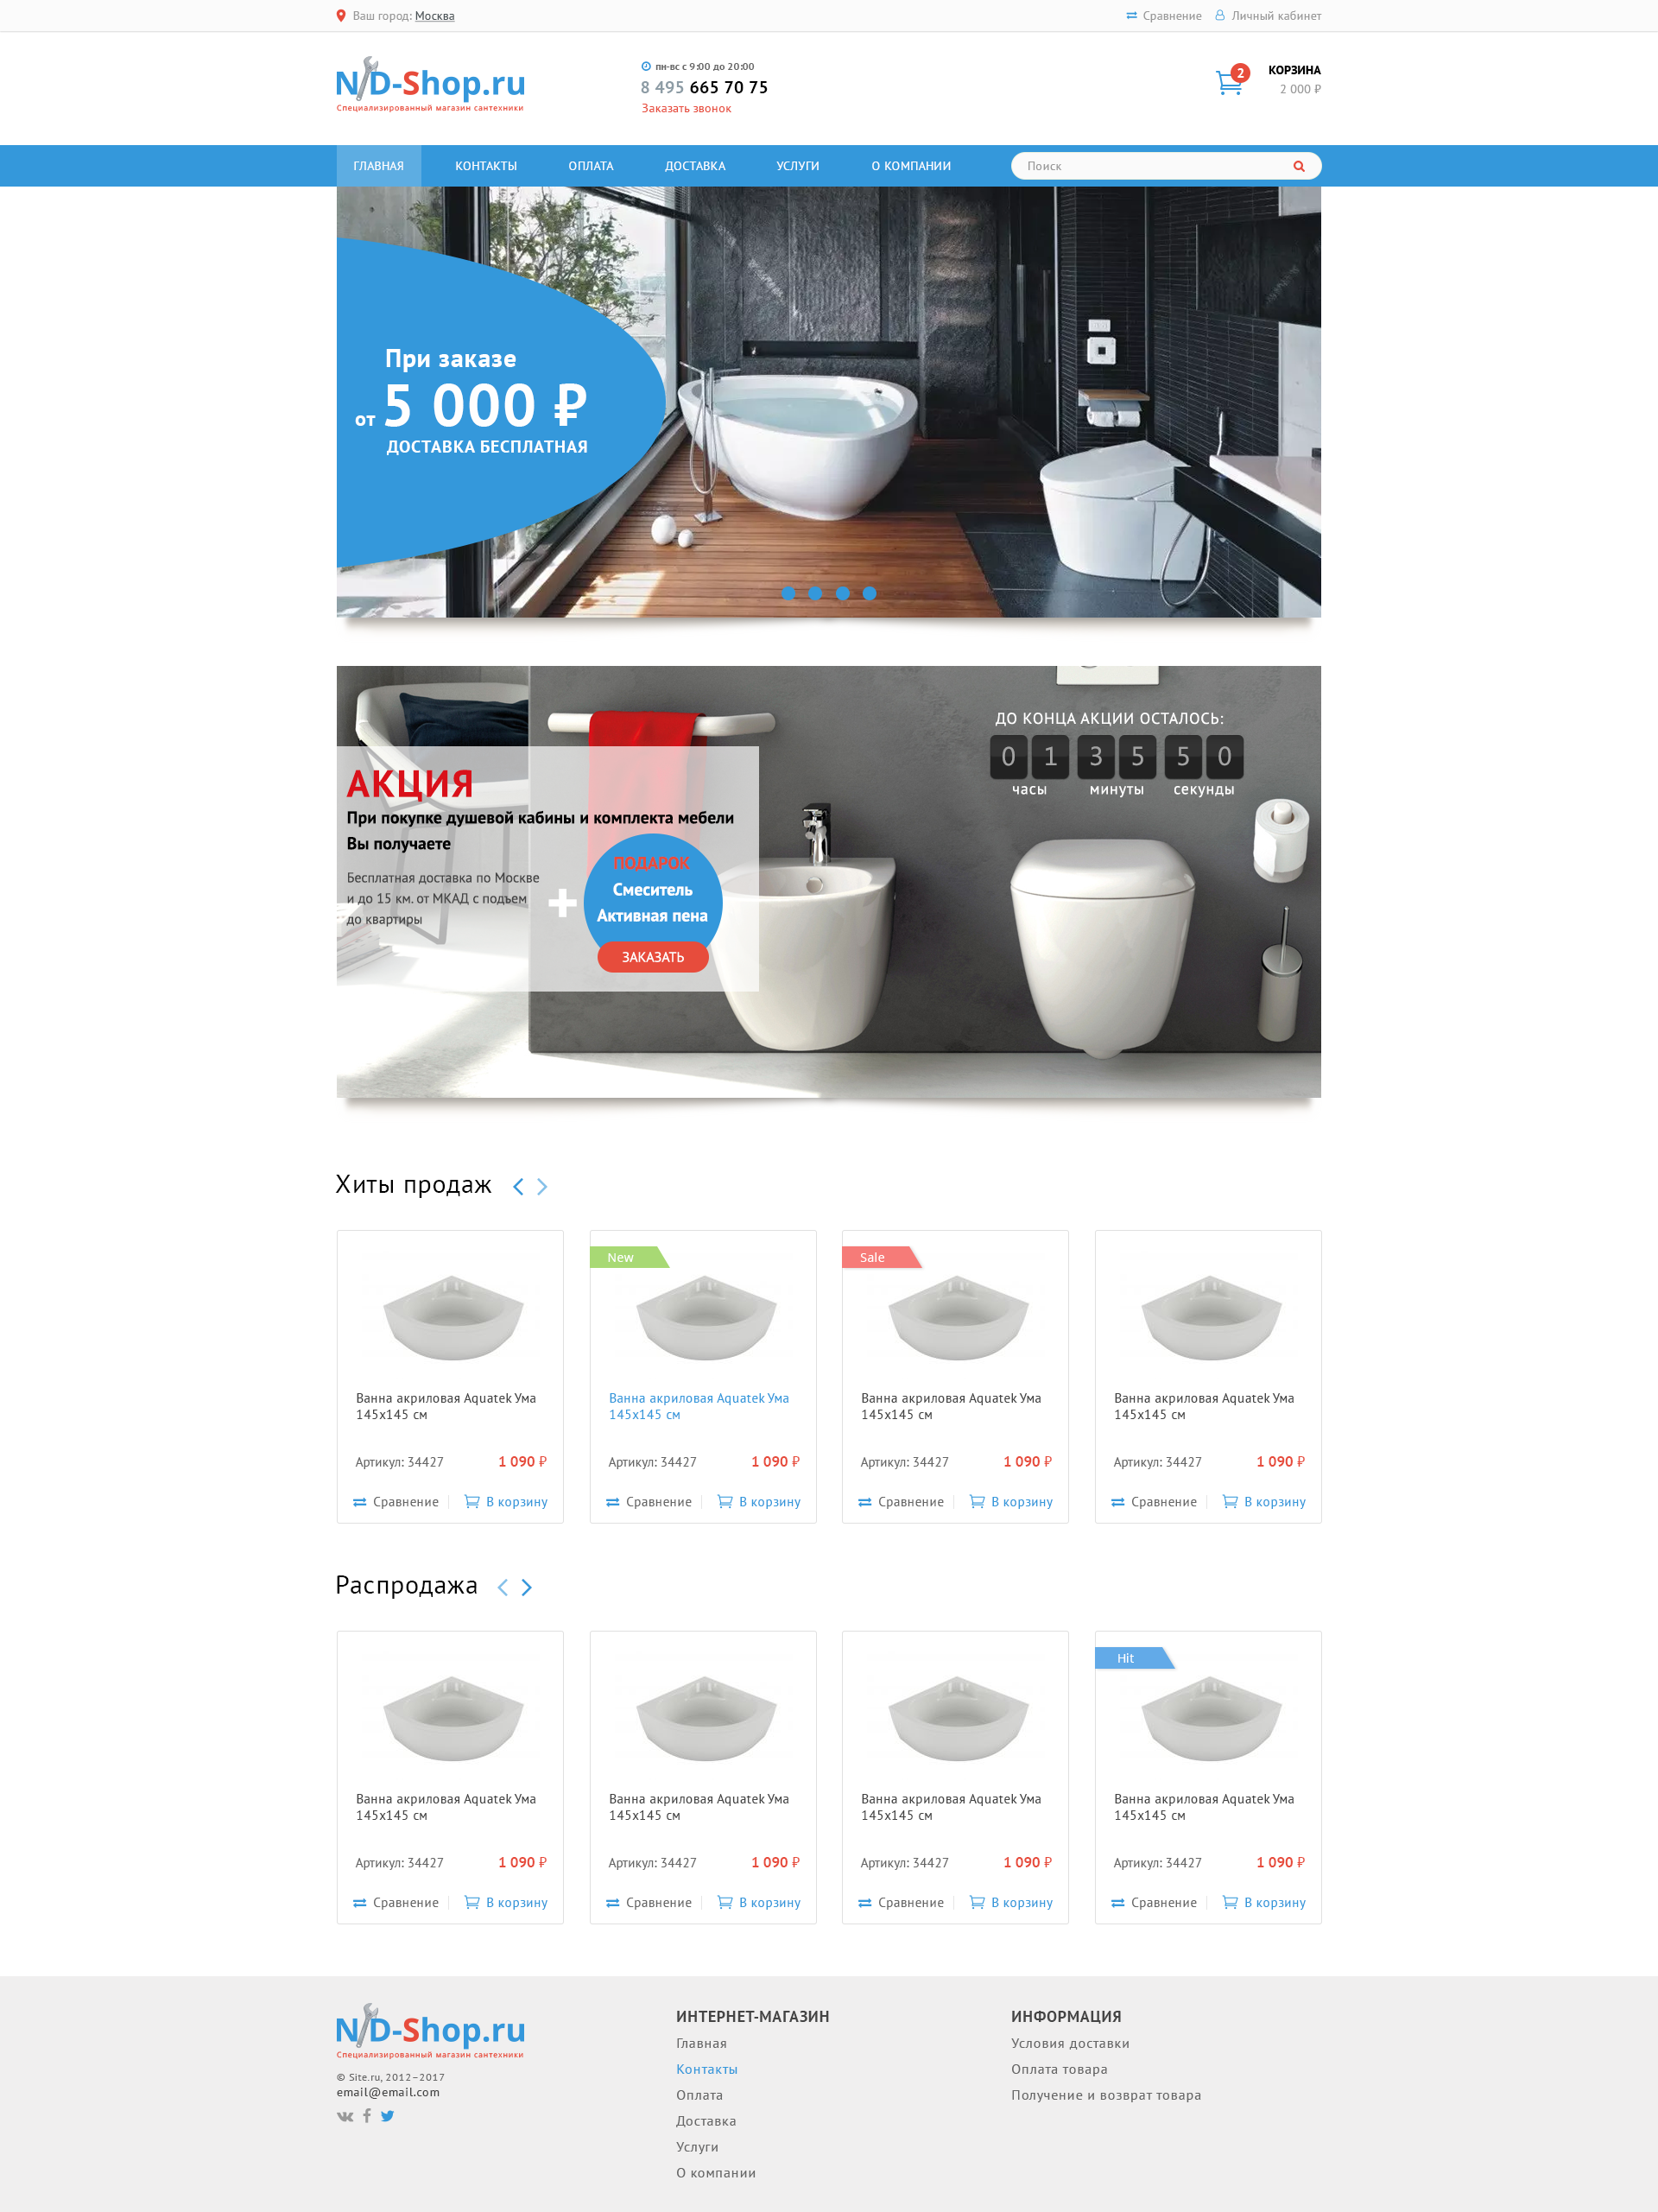 Ваш город: Москва
Сравнение
Личный кабинет
N/D-Shop.ru
Специализированный магазин сантехники
пн-вс с 9:00 до 20:00
8 495 665 70 75
Заказать звонок
2
КОРЗИНА
2 000 ₽
ГЛАВНАЯ
КОНТАКТЫ
ОПЛАТА
ДОСТАВКА
УСЛУГИ
О КОМПАНИИ
Поиск
При заказе
от 5 000 ₽
ДОСТАВКА БЕСПЛАТНАЯ
ДО КОНЦА АКЦИИ ОСТАЛОСЬ:
0 1 3 5 5 0
часы минуты секунды
АКЦИЯ
При покупке душевой кабины и комплекта мебели
Вы получаете
Бесплатная доставка по Москве
и до 15 км. от МКАД с подъем
до квартиры
+
ПОДАРОК
Смеситель
Активная пена
ЗАКАЗАТЬ
Хиты продаж
Ванна акриловая Aquatek Ума
145x145 см
Артикул: 34427
1 090 ₽
Сравнение
В корзину
New
Ванна акриловая Aquatek Ума
145x145 см
Артикул: 34427
1 090 ₽
Сравнение
В корзину
Sale
Ванна акриловая Aquatek Ума
145x145 см
Артикул: 34427
1 090 ₽
Сравнение
В корзину
Ванна акриловая Aquatek Ума
145x145 см
Артикул: 34427
1 090 ₽
Сравнение
В корзину
Распродажа
Ванна акриловая Aquatek Ума
145x145 см
Артикул: 34427
1 090 ₽
Сравнение
В корзину
Ванна акриловая Aquatek Ума
145x145 см
Артикул: 34427
1 090 ₽
Сравнение
В корзину
Ванна акриловая Aquatek Ума
145x145 см
Артикул: 34427
1 090 ₽
Сравнение
В корзину
Hit
Ванна акриловая Aquatek Ума
145x145 см
Артикул: 34427
1 090 ₽
Сравнение
В корзину
N/D-Shop.ru
Специализированный магазин сантехники
© Site.ru, 2012–2017
email@email.com
ИНТЕРНЕТ-МАГАЗИН
Главная
Контакты
Оплата
Доставка
Услуги
О компании
ИНФОРМАЦИЯ
Условия доставки
Оплата товара
Получение и возврат товара